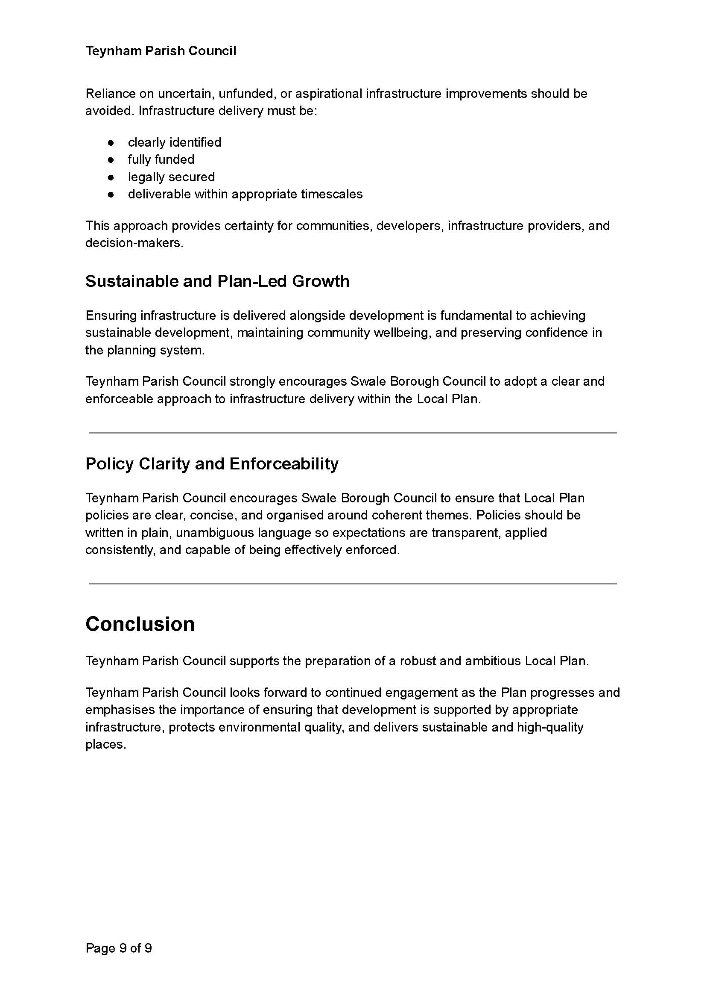 Teynham Parish Council
Reliance on uncertain, unfunded, or aspirational infrastructure improvements should be
avoided. Infrastructure delivery must be:
● clearly identified
● fully funded
● legally secured
● deliverable within appropriate timescales
This approach provides certainty for communities, developers, infrastructure providers, and
decision-makers.
Sustainable and Plan-Led Growth
Ensuring infrastructure is delivered alongside development is fundamental to achieving
sustainable development, maintaining community wellbeing, and preserving confidence in
the planning system.
Teynham Parish Council strongly encourages Swale Borough Council to adopt a clear and
enforceable approach to infrastructure delivery within the Local Plan.
Policy Clarity and Enforceability
Teynham Parish Council encourages Swale Borough Council to ensure that Local Plan
policies are clear, concise, and organised around coherent themes. Policies should be
written in plain, unambiguous language so expectations are transparent, applied
consistently, and capable of being effectively enforced.
Conclusion
Teynham Parish Council supports the preparation of a robust and ambitious Local Plan.
Teynham Parish Council looks forward to continued engagement as the Plan progresses and
emphasises the importance of ensuring that development is supported by appropriate
infrastructure, protects environmental quality, and delivers sustainable and high-quality
places.
Page 9 of 9